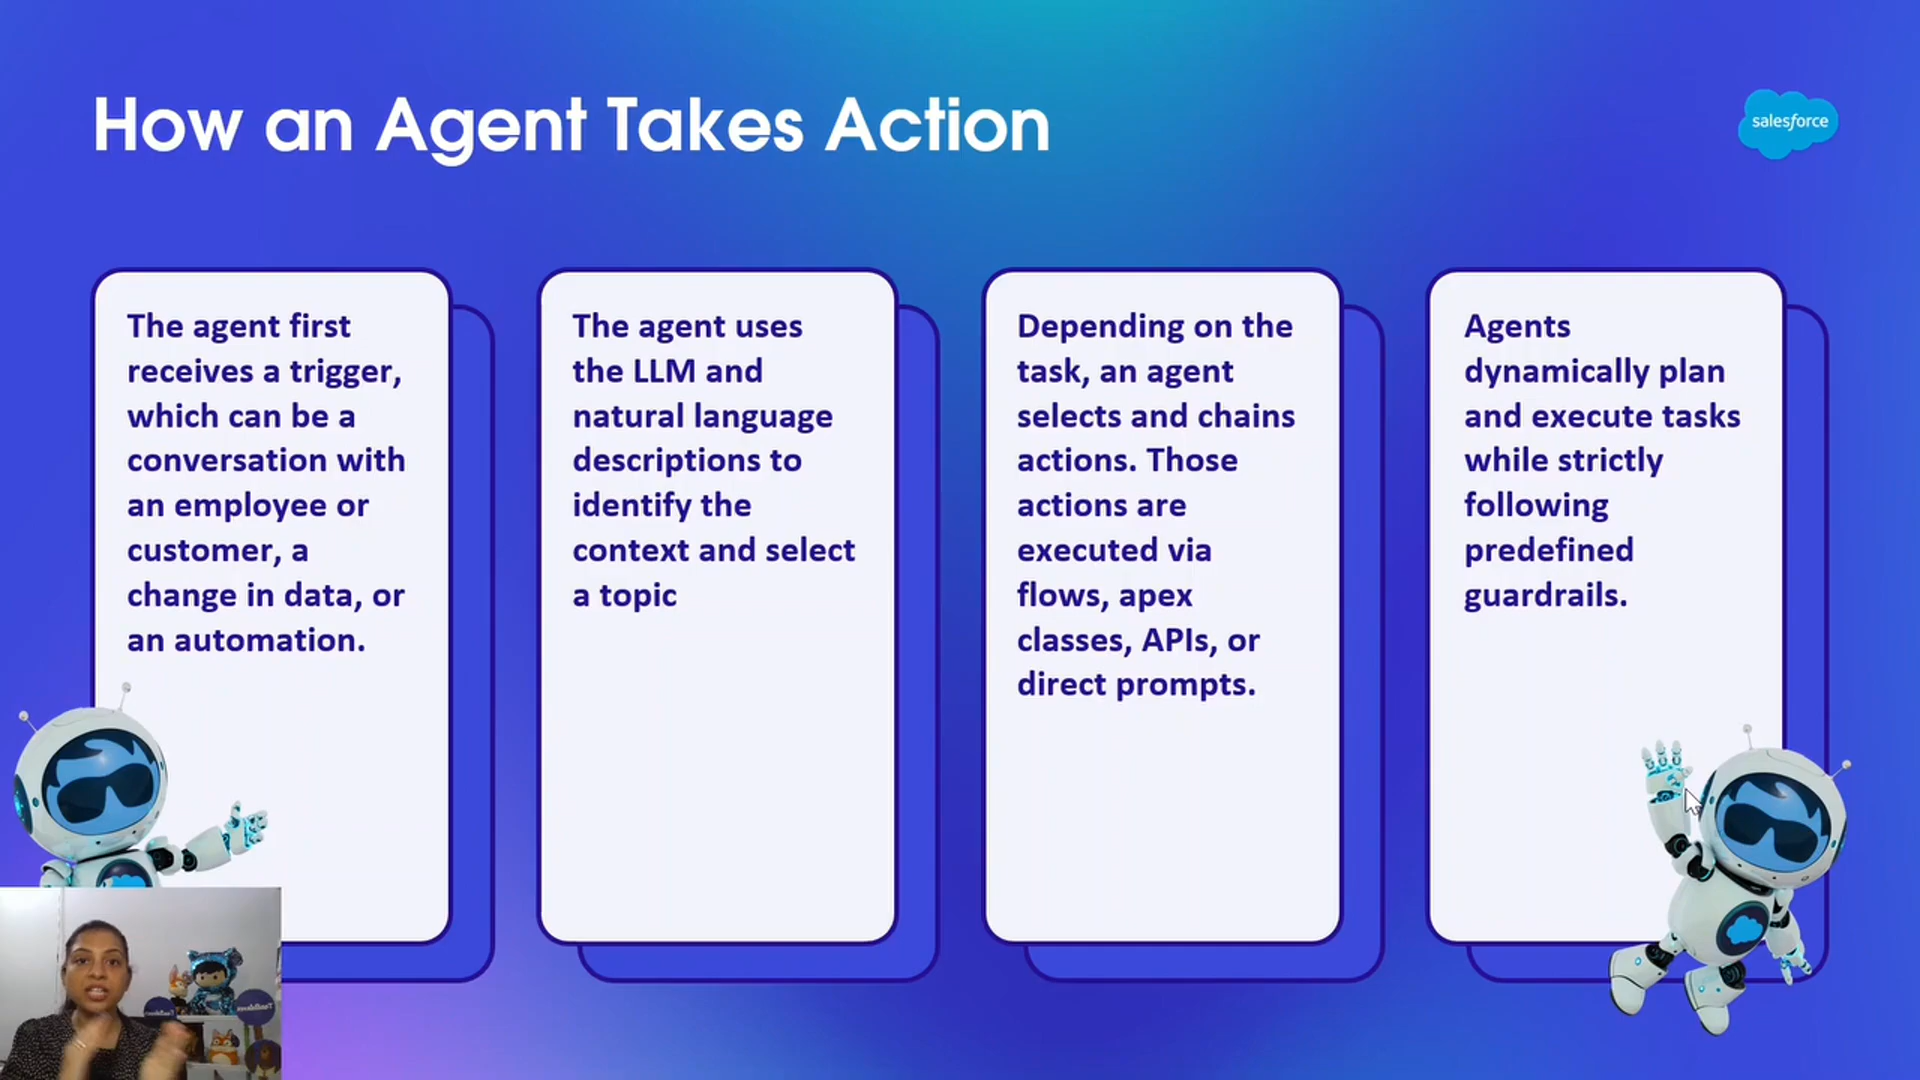 How an Agent Takes Action
salesforce
The agent first
receives a trigger,
which can be a
conversation with
an employee or
customer, a
change in data, or
an automation.
The agent uses
the LLM and
natural language
descriptions to
identify the
context and select
a topic
Depending on the
task, an agent
selects and chains
actions. Those
actions are
executed via
flows, apex
classes, APIs, or
direct prompts.
Agents
dynamically plan
and execute tasks
while strictly
following
predefined
guardrails.